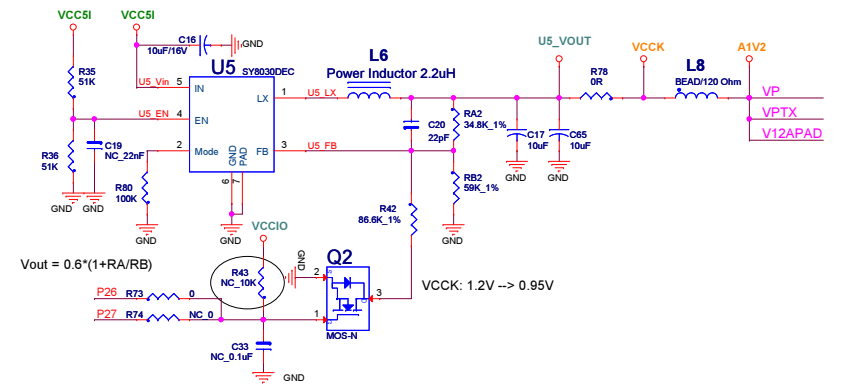 VCC5I
VCC5I
C16
10uF/16V
GND
U5
SY8030DEC
L6
Power Inductor 2.2uH
U5_VOUT
VCCK
A1V2
R78
0R
L8
BEAD/120 Ohm
R35
51K
U5_Vin
5
IN
LX
1
U5_LX
VP
VPTX
V12APAD
U5_EN
4
EN
C20
22pF
RA2
34.8K_1%
C17
10uF
C65
10uF
C19
NC_22nF
2
Mode
GND
PAD
FB
3
U5_FB
GND
GND
R36
51K
R80
100K
6
7
RB2
59K_1%
GND
GND
GND
GND
R42
86.6K_1%
GND
VCCIO
Vout = 0.6*(1+RA/RB)
R43
NC_10K
GND
Q2
2
3
1
MOS-N
VCCK: 1.2V --> 0.95V
P26
R73
0
P27
R74
NC_0
C33
NC_0.1uF
GND